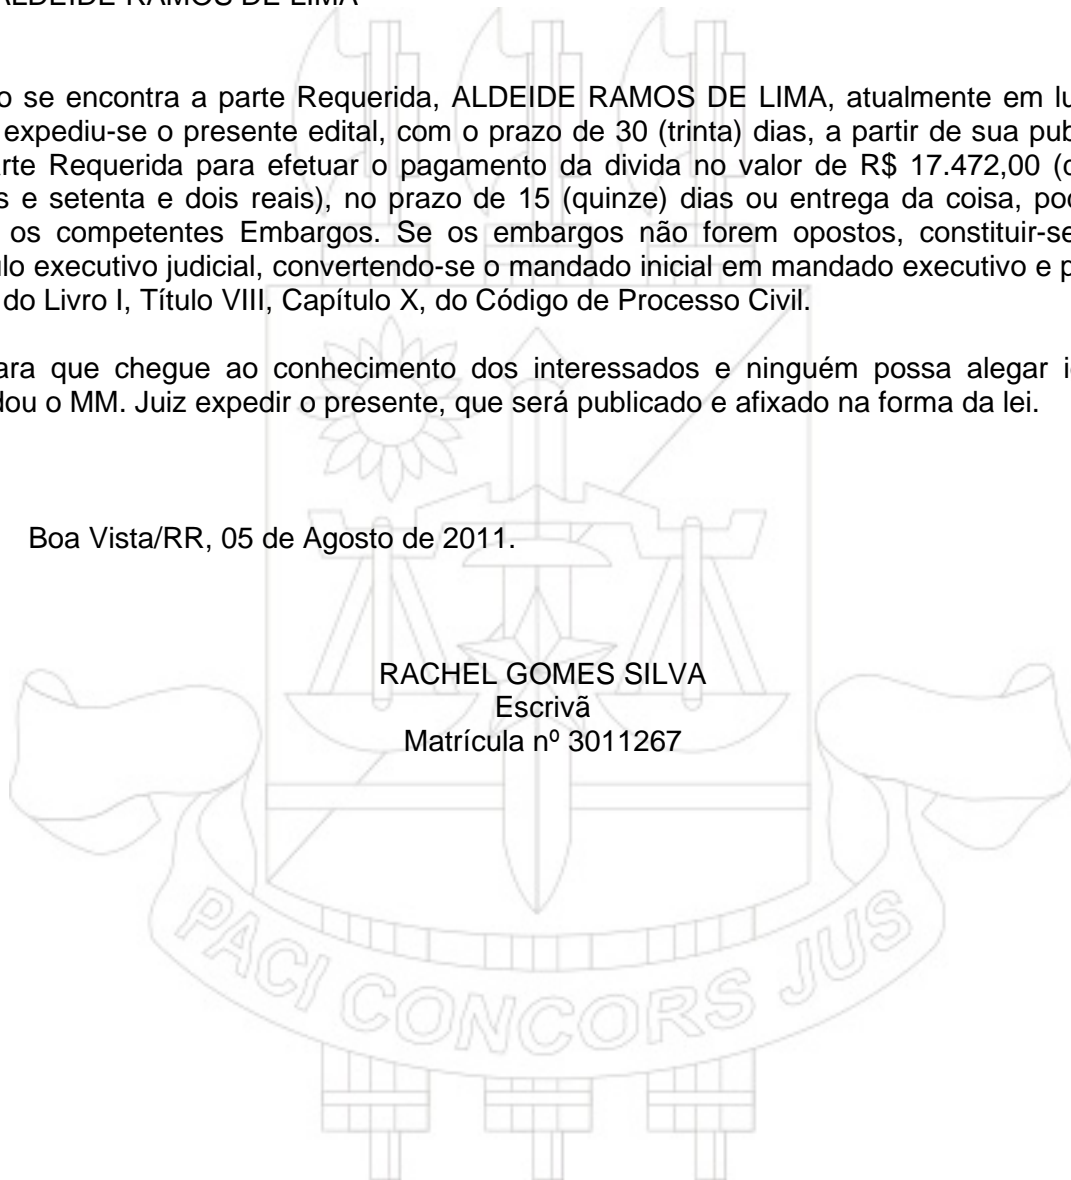 ALDEIDE RAMOS DE LIMA
o se encontra a parte Requerida, ALDEIDE RAMOS DE LIMA, atualmente em lu
expediu-se o presente edital, com o prazo de 30 (trinta) dias, a partir de sua pub
rte Requerida para efetuar o pagamento da divida no valor de R$ 17.472,00 (d
s e setenta e dois reais), no prazo de 15 (quinze) dias ou entrega da coisa, pod
os competentes Embargos. Se os embargos não forem opostos, constituir-se
ulo executivo judicial, convertendo-se o mandado inicial em mandado executivo e p
do Livro I, Título VIII, Capítulo X, do Código de Processo Civil.
ara que chegue ao conhecimento dos interessados e ninguém possa alegar ig
dou o MM. Juiz expedir o presente, que será publicado e afixado na forma da lei.
Boa Vista/RR, 05 de Agosto de 2011.
RACHEL GOMES SILVA
Escrivã
Matrícula nº 3011267
PACI CONCORS JUS